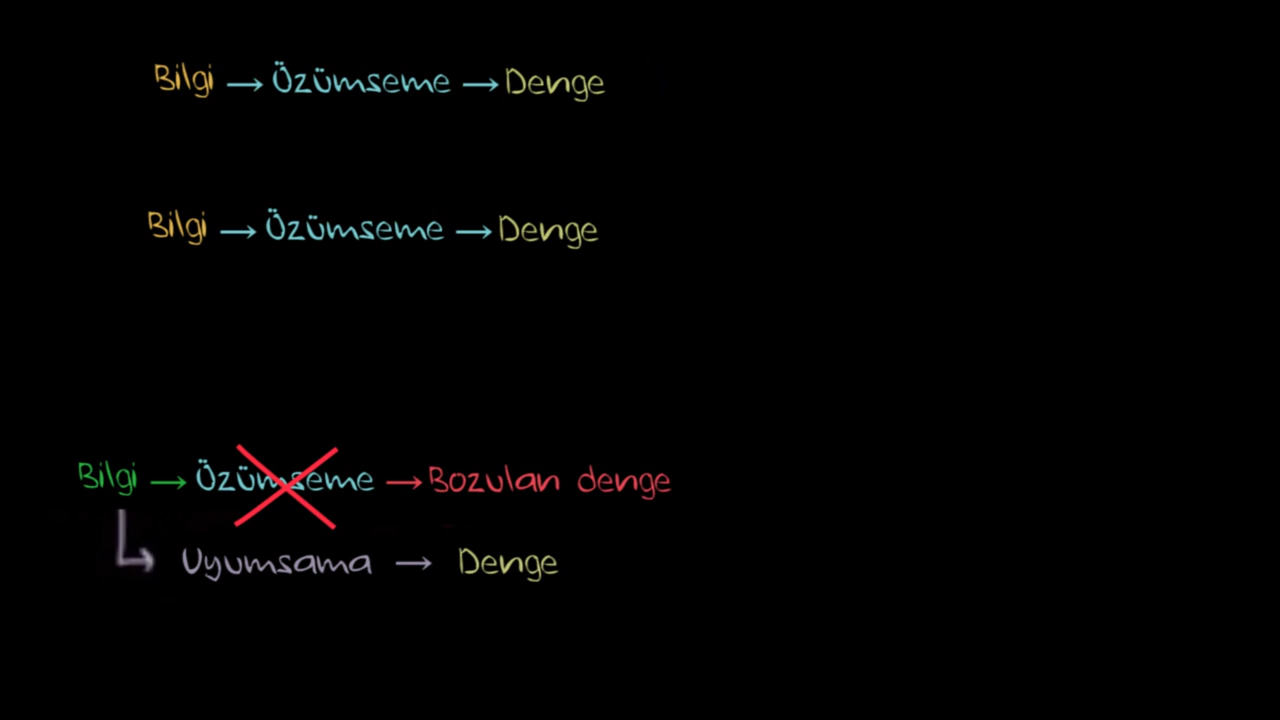 Bilgi → Özümseme → Denge
Bilgi → Özümseme → Denge
Bilgi → Özümseme → Bozulan denge
Uyumsama → Denge